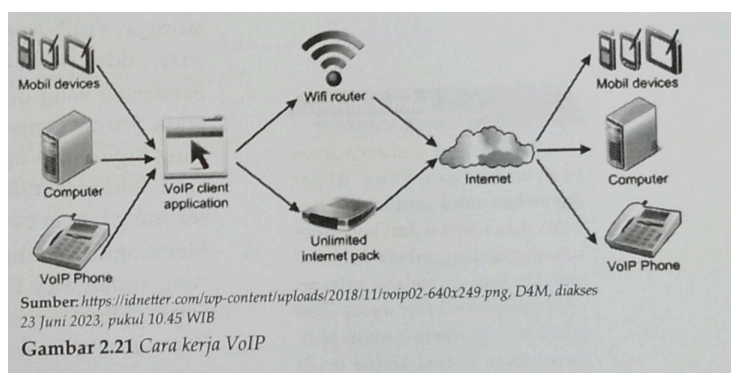 Mobil devices
Computer
VoIP Phone
VoIP client
application
Wifi router
Unlimited
internet pack
Internet
Mobil devices
Computer
VoIP Phone
Sumber: https://idnetter.com/wp-content/uploads/2018/11/voip02-640x249.png, D4M, diakses
23 Juni 2023, pukul 10.45 WIB
Gambar 2.21 Cara kerja VoIP